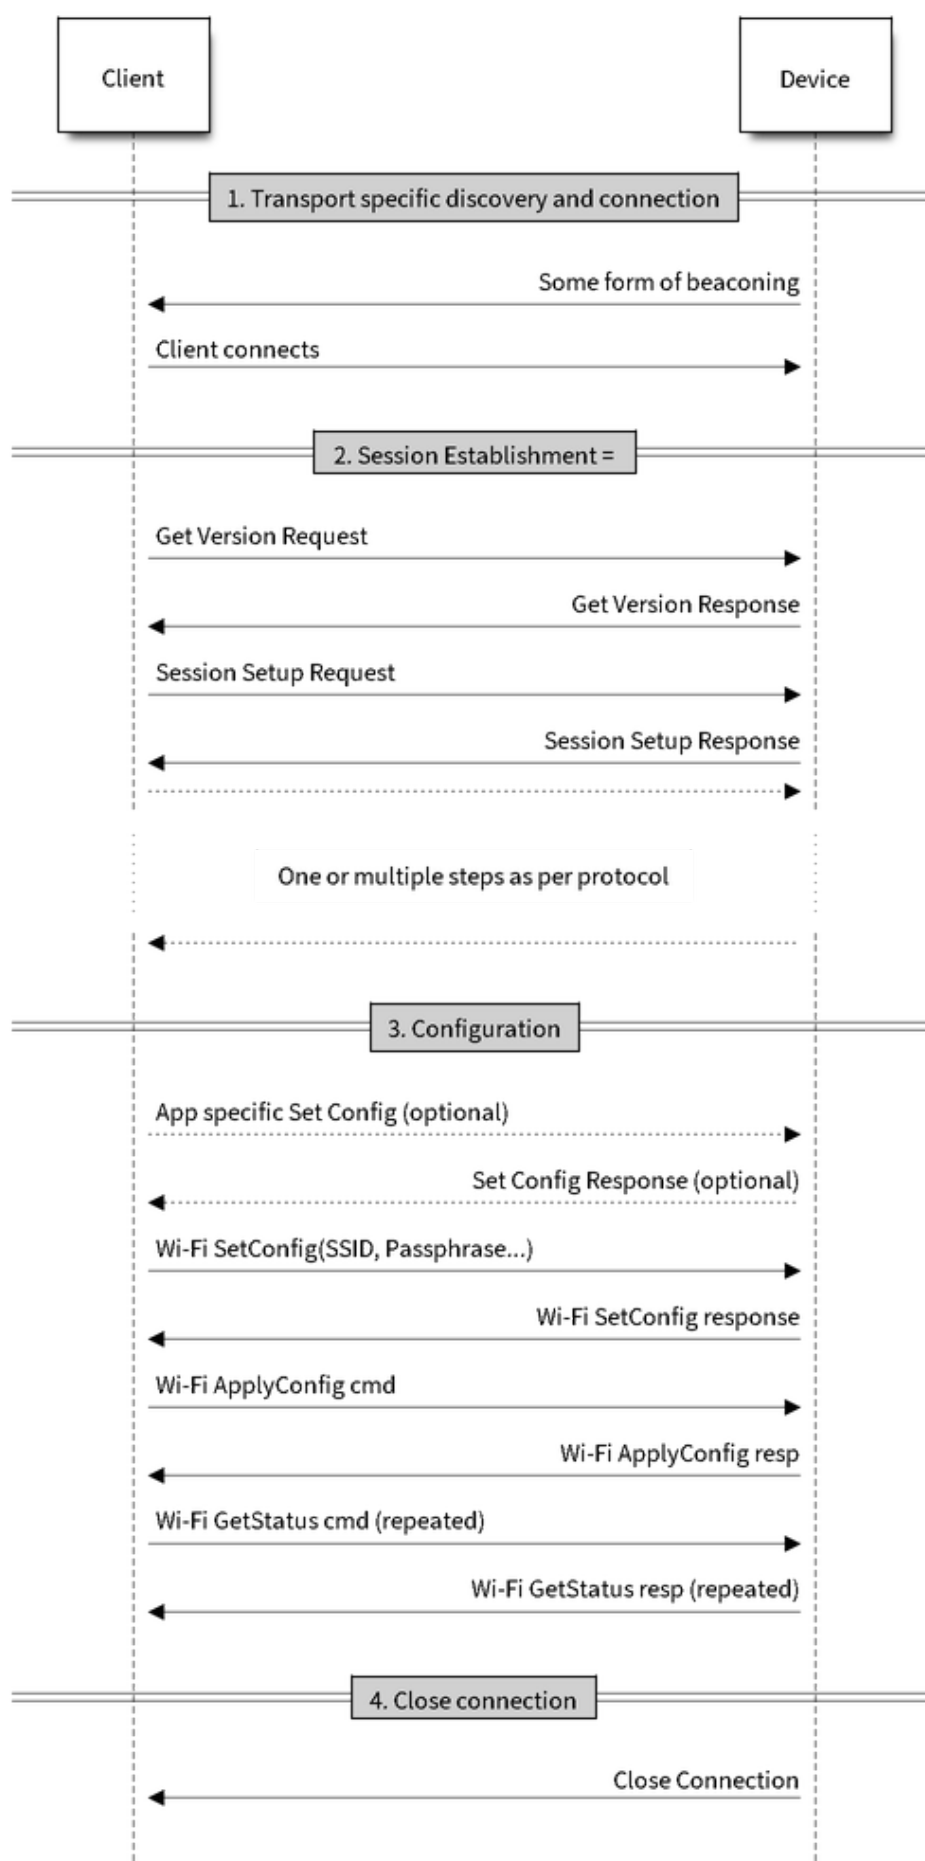 Client
Device
1. Transport specific discovery and connection
Some form of beaconing
Client connects
2. Session Establishment =
Get Version Request
Get Version Response
Session Setup Request
Session Setup Response
One or multiple steps as per protocol
3. Configuration
App specific Set Config (optional)
Set Config Response (optional)
Wi-Fi SetConfig(SSID, Passphrase...)
Wi-Fi SetConfig response
Wi-Fi ApplyConfig cmd
Wi-Fi ApplyConfig resp
Wi-Fi GetStatus cmd (repeated)
Wi-Fi GetStatus resp (repeated)
4. Close connection
Close Connection